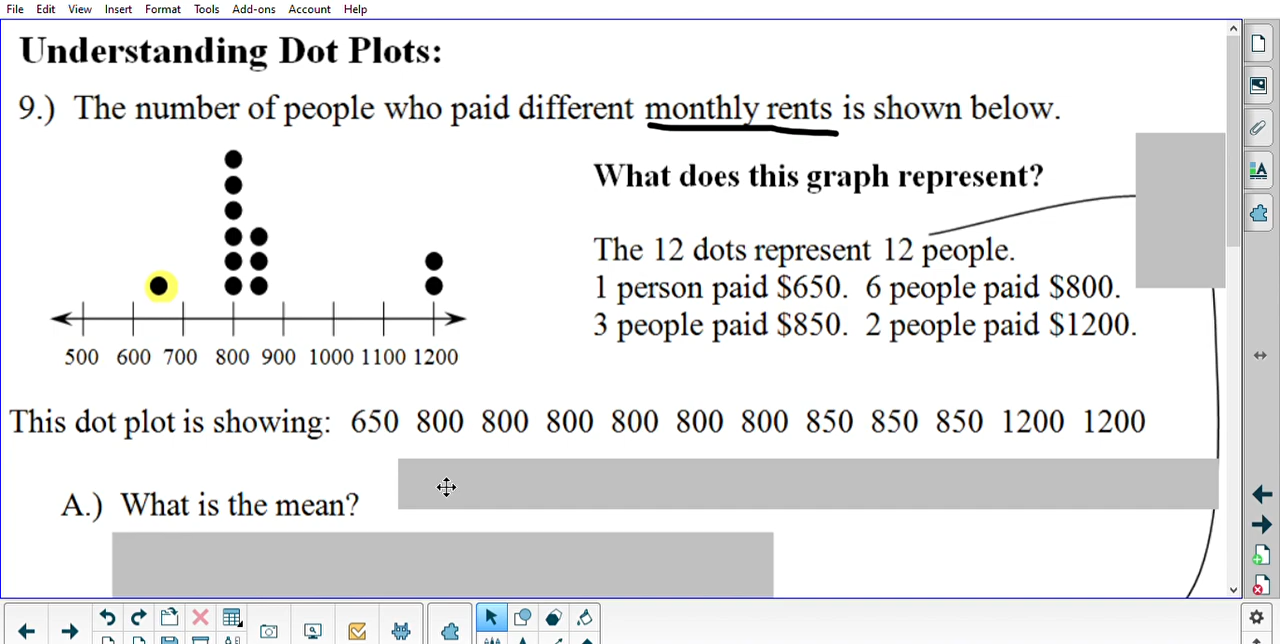 File Edit View Insert Format Tools Add-ons Account Help
Understanding Dot Plots:
9.) The number of people who paid different monthly rents is shown below.
What does this graph represent?
The 12 dots represent 12 people.
1 person paid $650. 6 people paid $800.
3 people paid $850. 2 people paid $1200.
500 600 700 800 900 1000 1100 1200
This dot plot is showing: 650 800 800 800 800 800 800 850 850 850 1200 1200
A.) What is the mean?